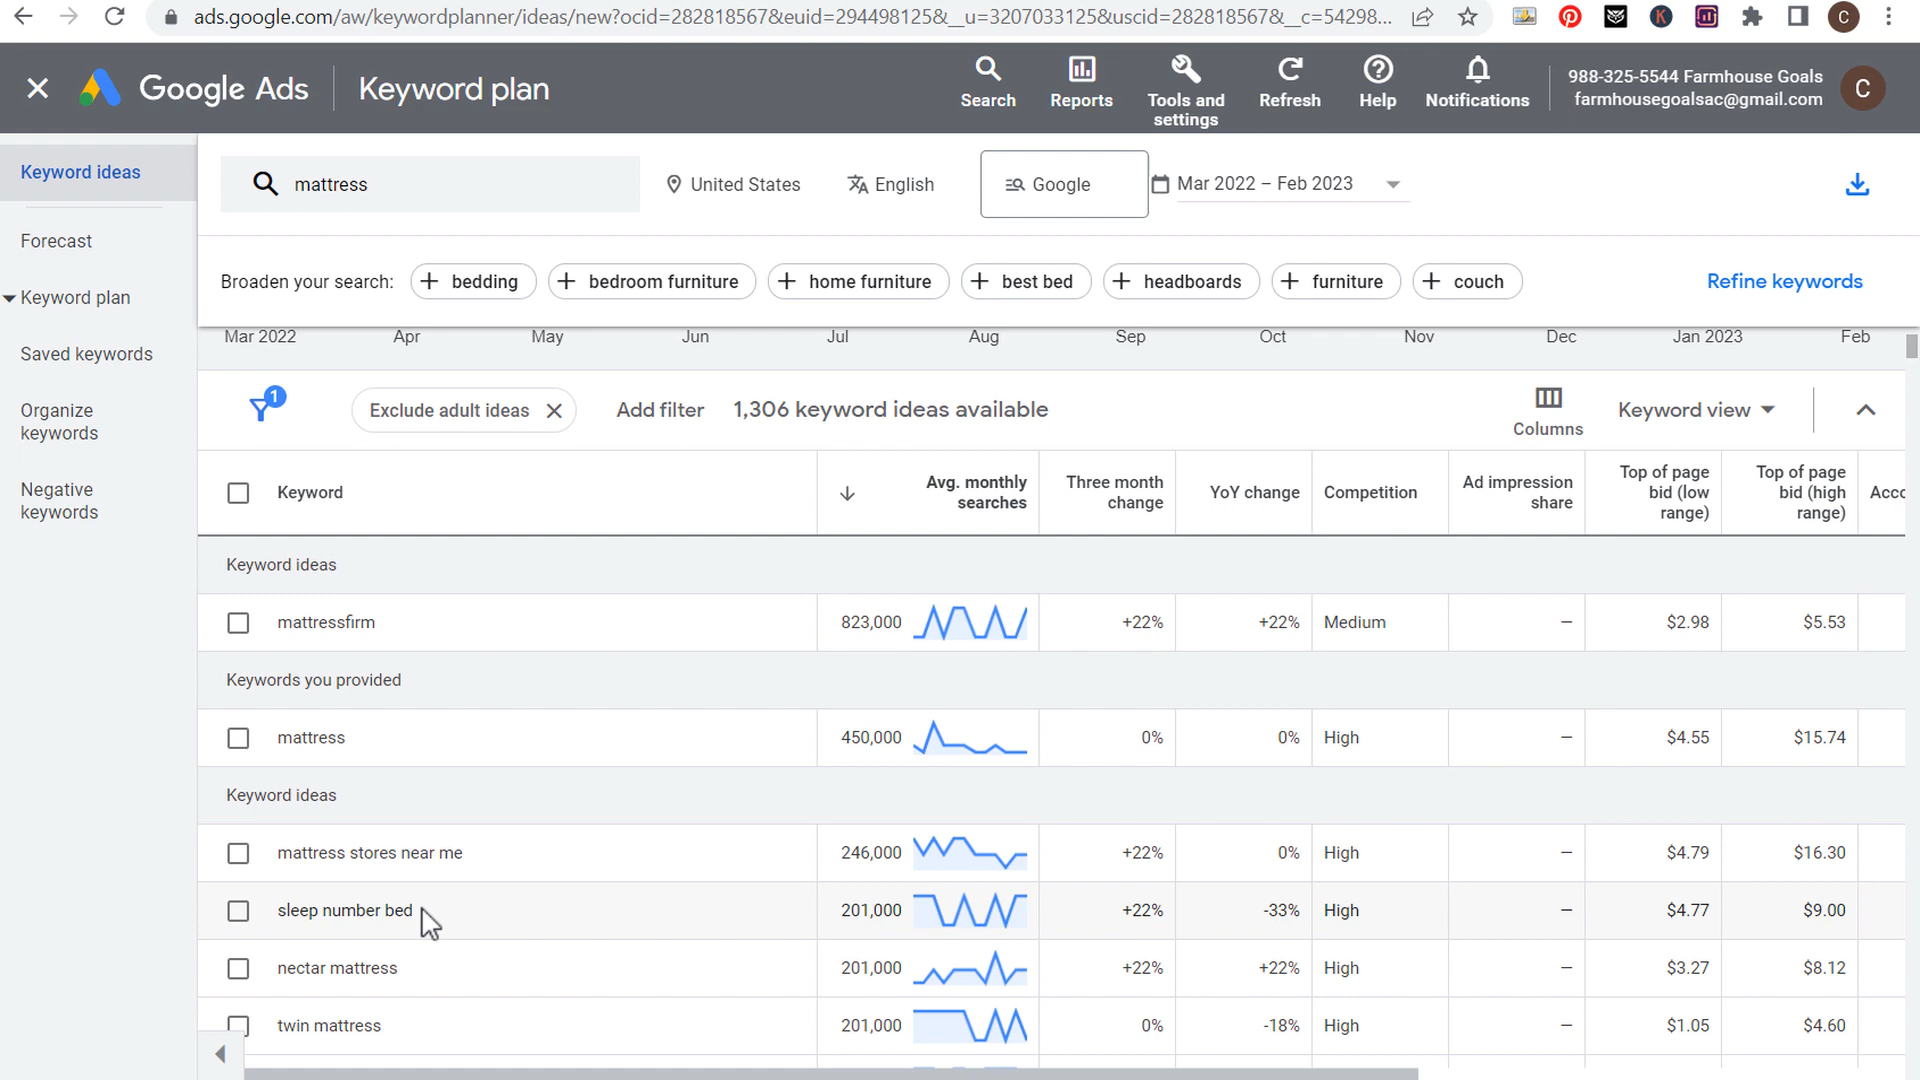 ads.google.com/aw/keywordplanner/ideas/new?ocid=282818567&euid=294498125&__u=3207033125&uscid=282818567&__c=54298...
K
C
Google Ads
Keyword plan
Search
Reports
Tools and
settings
Refresh
Help
Notifications
988-325-5544 Farmhouse Goals
farmhousegoalsac@gmail.com
C
Keyword ideas
Forecast
Keyword plan
Saved keywords
Organize
keywords
Negative
keywords
mattress
United States
English
Google
Mar 2022 – Feb 2023
Broaden your search:
bedding
bedroom furniture
home furniture
best bed
headboards
furniture
couch
Refine keywords
Mar 2022 Apr May Jun Jul Aug Sep Oct Nov Dec Jan 2023 Feb
1
Exclude adult ideas
Add filter
1,306 keyword ideas available
Columns
Keyword view
Keyword
Avg. monthly
searches
Three month
change
YoY change
Competition
Ad impression
share
Top of page
bid (low
range)
Top of page
bid (high
range)
Acco
Keyword ideas
mattressfirm 823,000 +22% +22% Medium – $2.98 $5.53
Keywords you provided
mattress 450,000 0% 0% High – $4.55 $15.74
Keyword ideas
mattress stores near me 246,000 +22% 0% High – $4.79 $16.30
sleep number bed 201,000 +22% -33% High – $4.77 $9.00
nectar mattress 201,000 +22% +22% High – $3.27 $8.12
twin mattress 201,000 0% -18% High – $1.05 $4.60